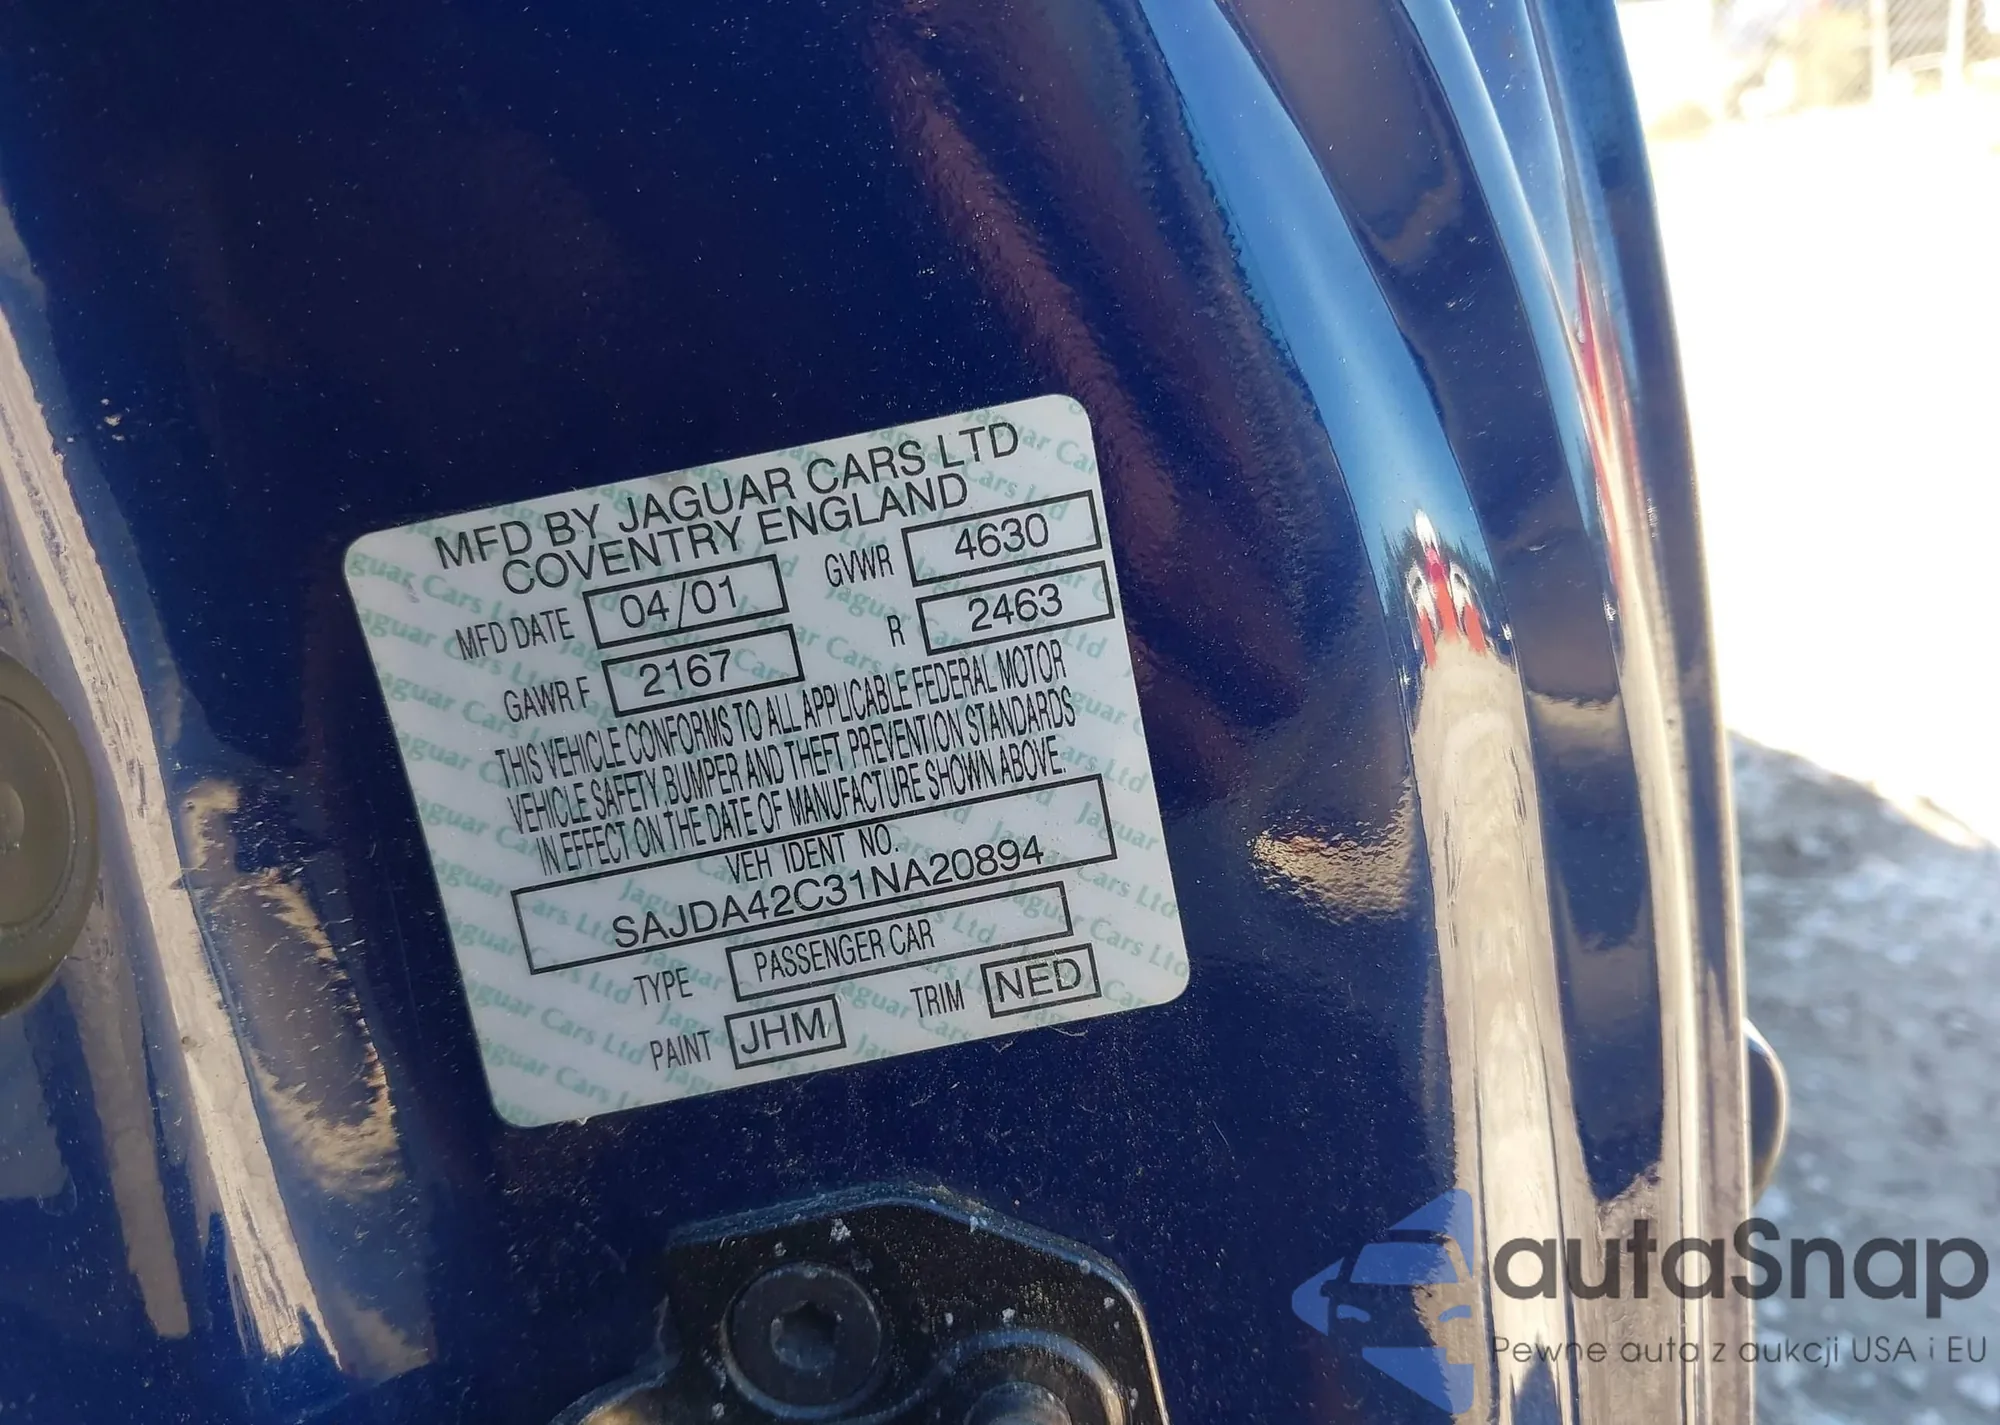 MFD BY JAGUAR CARS LTD
COVENTRY ENGLAND
MFD DATE 04/01 GVWR 4630
GAWR F 2167 R 2463
THIS VEHICLE CONFORMS TO ALL APPLICABLE FEDERAL MOTOR
VEHICLE SAFETY, BUMPER AND THEFT PREVENTION STANDARDS
IN EFFECT ON THE DATE OF MANUFACTURE SHOWN ABOVE.
VEH IDENT NO.
SAJDA42C31NA20894
TYPE PASSENGER CAR
PAINT JHM TRIM NED
autaSnap
Pewne auta z aukcji USA i EU